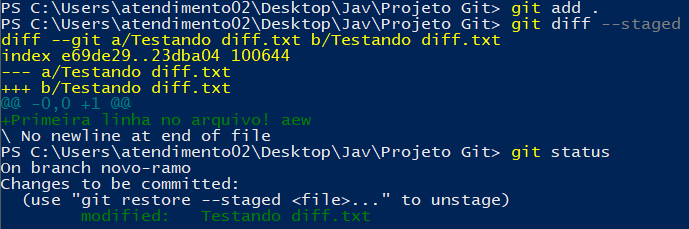 PS C:\Users\atendimento02\Desktop\Jav\Projeto Git> git add .
PS C:\Users\atendimento02\Desktop\Jav\Projeto Git> git diff --staged
diff --git a/Testando diff.txt b/Testando diff.txt
index e69de29..23dba04 100644
--- a/Testando diff.txt
+++ b/Testando diff.txt
@@ -0,0 +1 @@
+Primeira linha no arquivo! aew
\ No newline at end of file
PS C:\Users\atendimento02\Desktop\Jav\Projeto Git> git status
On branch novo-ramo
Changes to be committed:
  (use "git restore --staged <file>..." to unstage)
        modified:   Testando diff.txt